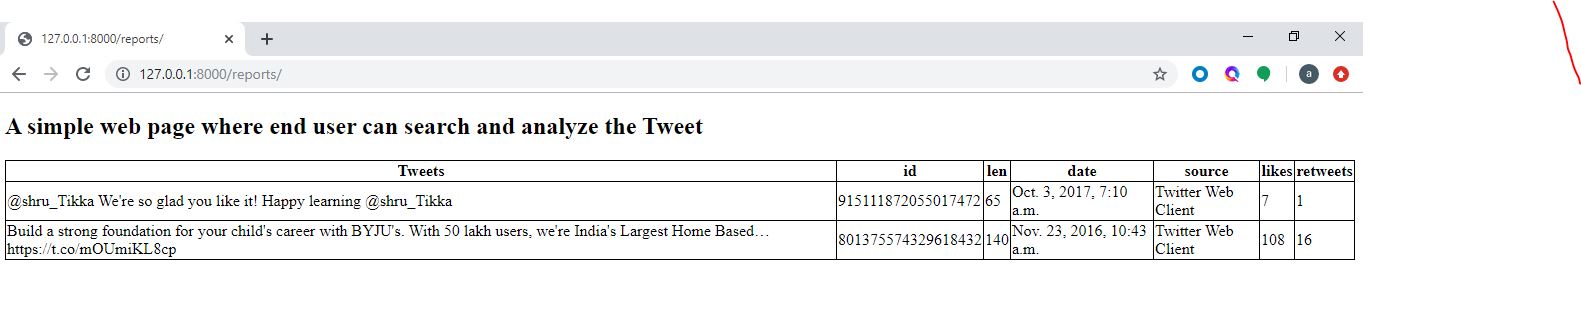 127.0.0.1:8000/reports/
127.0.0.1:8000/reports/
a
A simple web page where end user can search and analyze the Tweet
Tweets id len date source likes retweets
@shru_Tikka We're so glad you like it! Happy learning @shru_Tikka 915111872055017472 65 Oct. 3, 2017, 7:10 a.m. Twitter Web Client 7 1
Build a strong foundation for your child's career with BYJU's. With 50 lakh users, we're India's Largest Home Based… https://t.co/mOUmiKL8cp 801375574329618432 140 Nov. 23, 2016, 10:43 a.m. Twitter Web Client 108 16